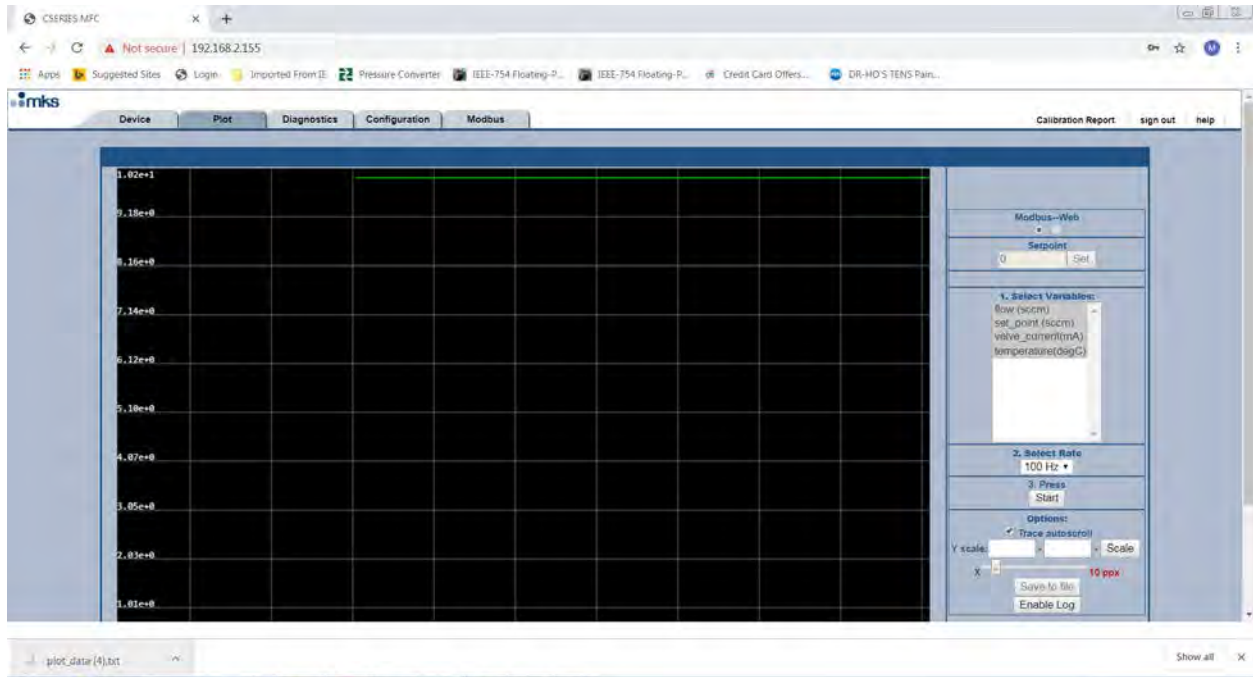 CSERIES MFC
Not secure | 192.168.2.155
Apps Suggested Sites Login Imported From IE Pressure Converter IEEE-754 Floating-P... IEEE-754 Floating-P... Credit Card Offers... DR-HO'S TENS Pain...
mks
Device Plot Diagnostics Configuration Modbus Calibration Report sign out help
1.02e+1
9.18e+0
8.16e+0
7.14e+0
6.12e+0
5.10e+0
4.07e+0
3.05e+0
2.03e+0
1.01e+0
Modbus--Web
Setpoint
0 Set
1. Select Variables:
flow (sccm)
set_point (sccm)
valve_current(mA)
temperature(degC)
2. Select Rate
100 Hz
3. Press
Start
Options:
Trace autoscroll
Y scale: - - Scale
X 10 ppx
Save to file
Enable Log
plot_data (4).txt
Show all